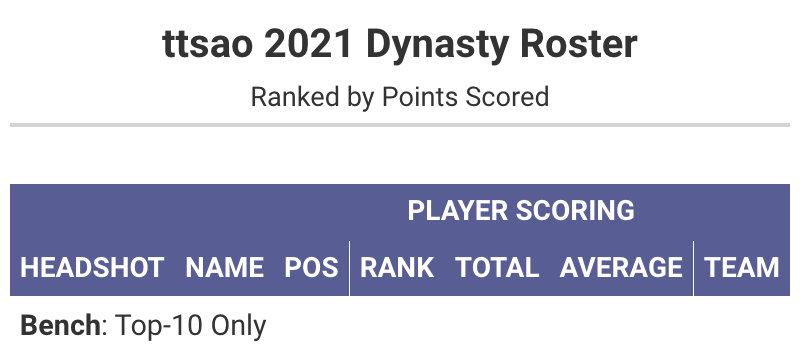 ttsao 2021 Dynasty Roster
Ranked by Points Scored
PLAYER SCORING
HEADSHOT NAME POS RANK TOTAL AVERAGE TEAM
Bench: Top-10 Only